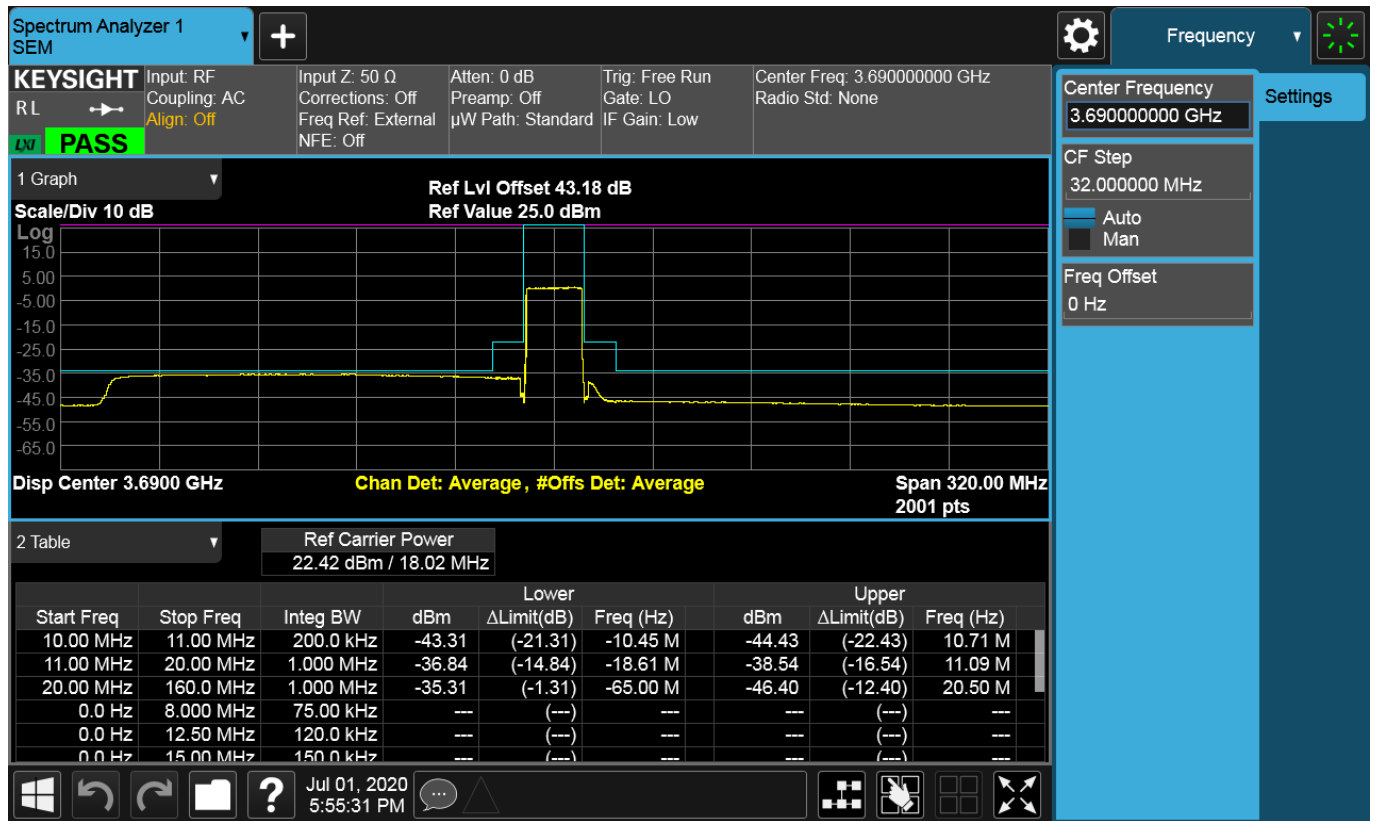 Spectrum Analyzer 1
SEM
Frequency
KEYSIGHT
R L
LXI
PASS
Input: RF
Coupling: AC
Align: Off
Input Z: 50 Ω
Corrections: Off
Freq Ref: External
NFE: Off
Atten: 0 dB
Preamp: Off
µW Path: Standard
Trig: Free Run
Gate: LO
IF Gain: Low
Center Freq: 3.690000000 GHz
Radio Std: None
1 Graph
Ref Lvl Offset 43.18 dB
Scale/Div 10 dB
Ref Value 25.0 dBm
Log
15.0
5.00
-5.00
-15.0
-25.0
-35.0
-45.0
-55.0
-65.0
Disp Center 3.6900 GHz
Chan Det: Average, #Offs Det: Average
Span 320.00 MHz
2001 pts
2 Table
Ref Carrier Power
22.42 dBm / 18.02 MHz
Lower Upper
Start Freq Stop Freq Integ BW dBm ΔLimit(dB) Freq (Hz) dBm ΔLimit(dB) Freq (Hz)
10.00 MHz 11.00 MHz 200.0 kHz -43.31 (-21.31) -10.45 M -44.43 (-22.43) 10.71 M
11.00 MHz 20.00 MHz 1.000 MHz -36.84 (-14.84) -18.61 M -38.54 (-16.54) 11.09 M
20.00 MHz 160.0 MHz 1.000 MHz -35.31 (-1.31) -65.00 M -46.40 (-12.40) 20.50 M
0.0 Hz 8.000 MHz 75.00 kHz --- (---) --- --- (---) ---
0.0 Hz 12.50 MHz 120.0 kHz --- (---) --- --- (---) ---
0.0 Hz 15.00 MHz 150.0 kHz --- (---) --- --- (---) ---
Jul 01, 2020
5:55:31 PM
Center Frequency
3.690000000 GHz
CF Step
32.000000 MHz
Auto
Man
Freq Offset
0 Hz
Settings